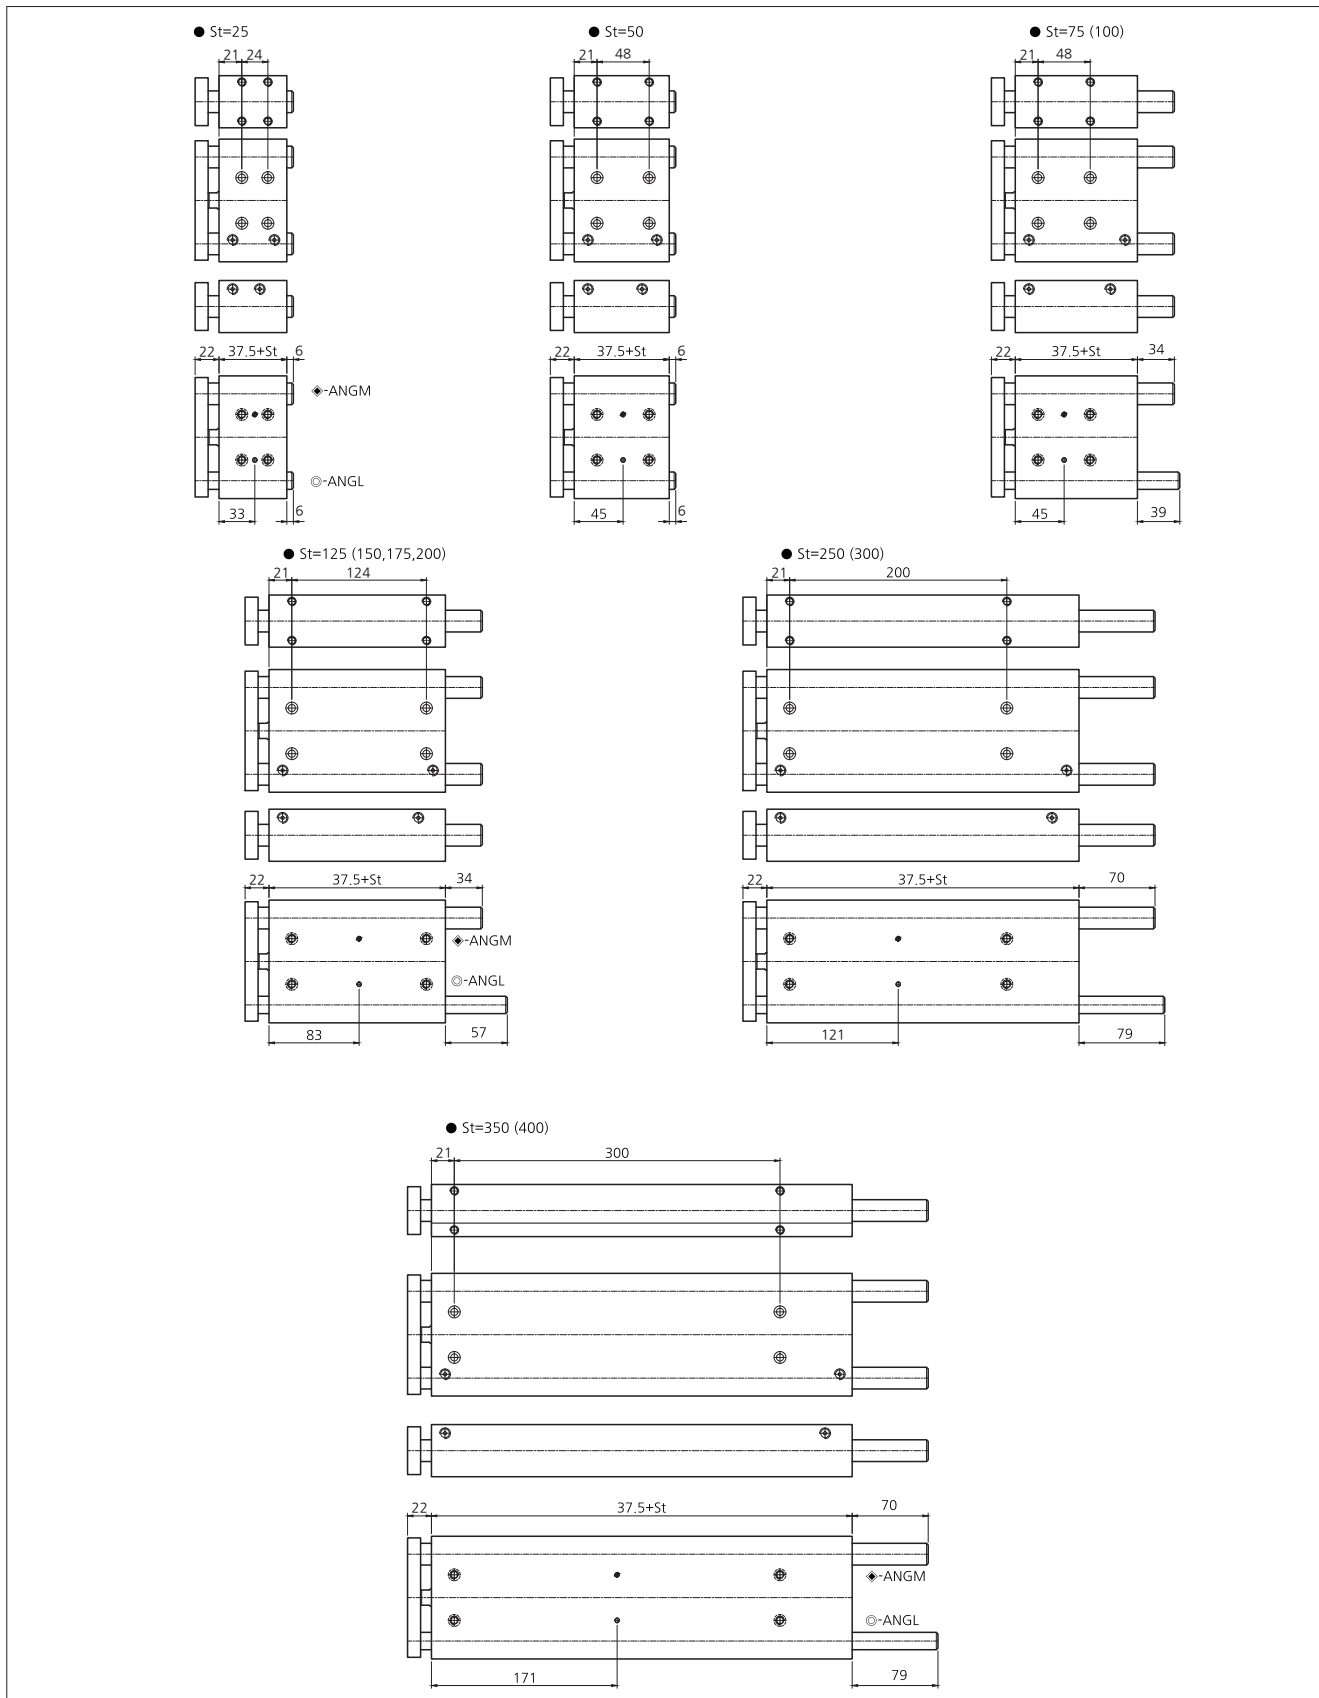 ● St=25
● St=50
● St=75 (100)
21 24
21 48
21 48
22 37.5+St 6
22 37.5+St 6
22 37.5+St 34
◈-ANGM
◎-ANGL
33 6
45 6
45 39
● St=125 (150,175,200)
● St=250 (300)
21 124
21 200
22 37.5+St 34
22 37.5+St 70
◈-ANGM
◎-ANGL
83 57
121 79
● St=350 (400)
21 300
22 37.5+St 70
◈-ANGM
◎-ANGL
171 79